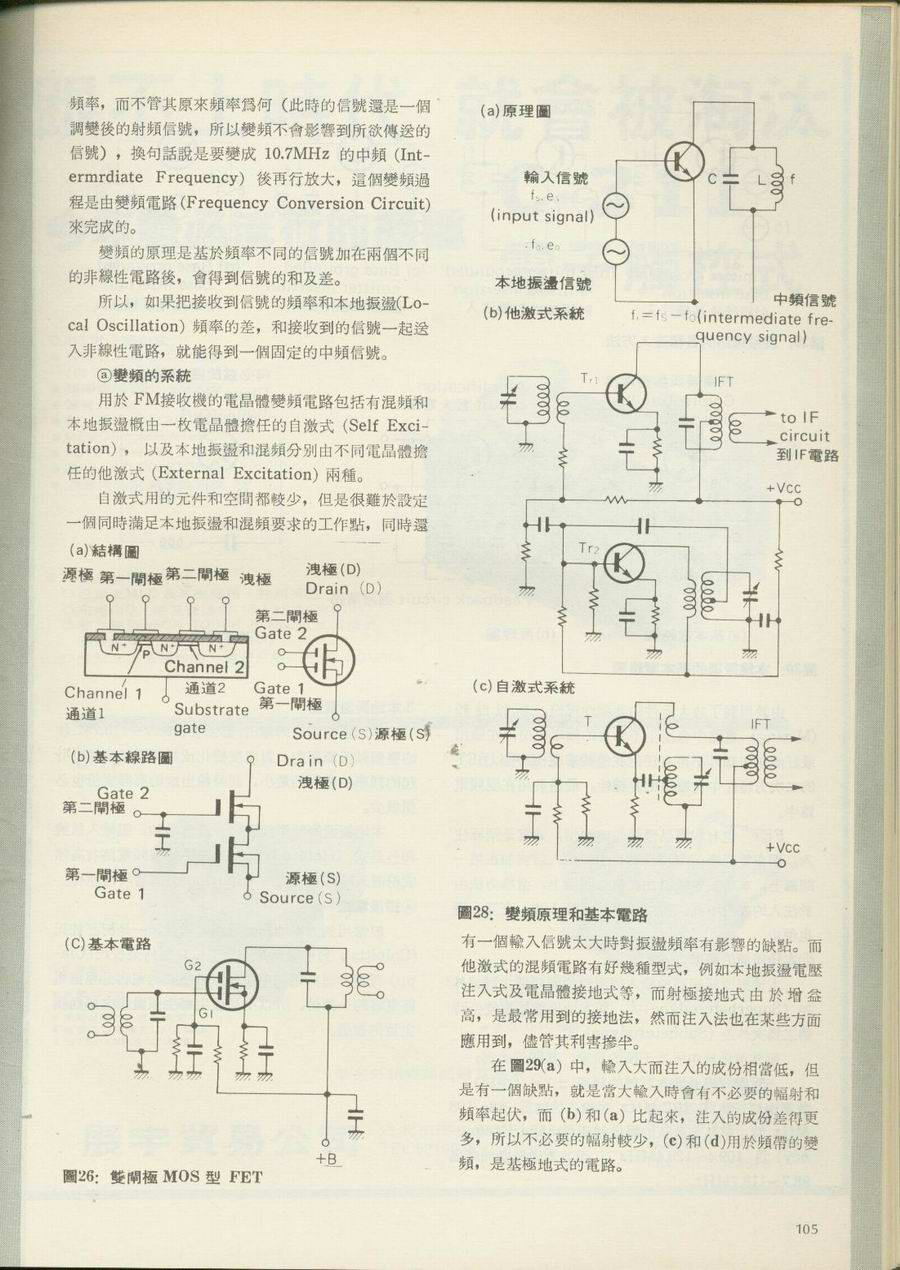 頻率，而不管其原來頻率爲何（此時的信號還是一個
調變後的射頻信號，所以變頻不會影響到所欲傳送的
信號），換句話說是要變成 10.7MHz 的中頻 (Int-
ermrdiate Frequency) 後再行放大，這個變頻過
程是由變頻電路(Frequency Conversion Circuit)
來完成的。
變頻的原理是基於頻率不同的信號加在兩個不同
的非線性電路後，會得到信號的和及差。
所以，如果把接收到信號的頻率和本地振盪(Lo-
cal Oscillation) 頻率的差，和接收到的信號一起送
入非線性電路，就能得到一個固定的中頻信號。
ⓐ變頻的系統
用於 FM接收機的電晶體變頻電路包括有混頻和
本地振盪槪由一枚電晶體擔任的自激式 (Self Exci-
tation) ， 以及本地振盪和混頻分別由不同電晶體擔
任的他激式 (External Excitation) 兩種。
自激式用的元件和空間都較少，但是很難於設定
一個同時滿足本地振盪和混頻要求的工作點，同時還
(a)結構圖
源極 第一閘極 第二閘極 洩極
洩極(D)
Drain (D)
第二閘極
Gate 2
N+ P N+ N+
Channel 2
Channel 1
通道1
通道2
Substrate
gate
Gate 1
第一閘極
Source(S)源極(S)
(b)基本線路圖
Drain (D)
洩極(D)
Gate 2
第二閘極
第一閘極
Gate 1
源極(S)
Source(S)
(C)基本電路
G2
G1
+B
圖26：雙閘極 MOS 型 FET
(a)原理圖
輸入信號
fs, es
(input signal)
fo, eo
本地振盪信號
C L f
中頻信號
fi=fs−fo(intermediate fre-
quency signal)
(b)他激式系統
Tr1
IFT
to IF
circuit
到IF電路
+Vcc
Tr2
(c)自激式系統
T
IFT
+Vcc
圖28：變頻原理和基本電路
有一個輸入信號太大時對振盪頻率有影響的缺點。而
他激式的混頻電路有好幾種型式，例如本地振盪電壓
注入式及電晶體接地式等，而射極接地式由於增益
高，是最常用到的接地法，然而注入法也在某些方面
應用到，儘管其利害摻半。
在圖29(a) 中，輸入大而注入的成份相當低，但
是有一個缺點，就是當大輸入時會有不必要的幅射和
頻率起伏，而 (b)和(a) 比起來，注入的成份差得更
多，所以不必要的幅射較少，(c)和(d)用於頻帶的變
頻，是基極地式的電路。
105